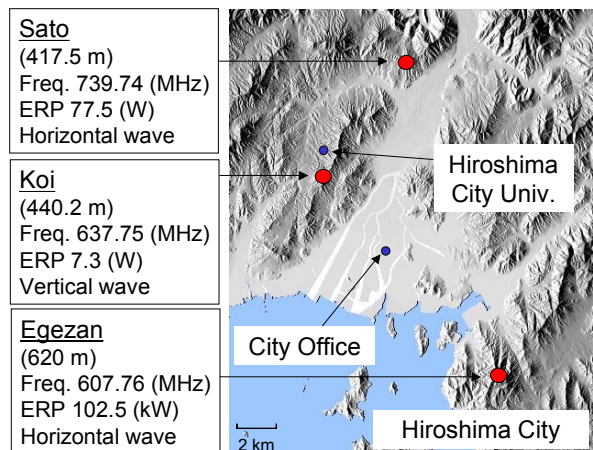 Sato
(417.5 m)
Freq. 739.74 (MHz)
ERP 77.5 (W)
Horizontal wave
Koi
(440.2 m)
Freq. 637.75 (MHz)
ERP 7.3 (W)
Vertical wave
Egezan
(620 m)
Freq. 607.76 (MHz)
ERP 102.5 (kW)
Horizontal wave
Hiroshima
City Univ.
City Office
Hiroshima City
2 km